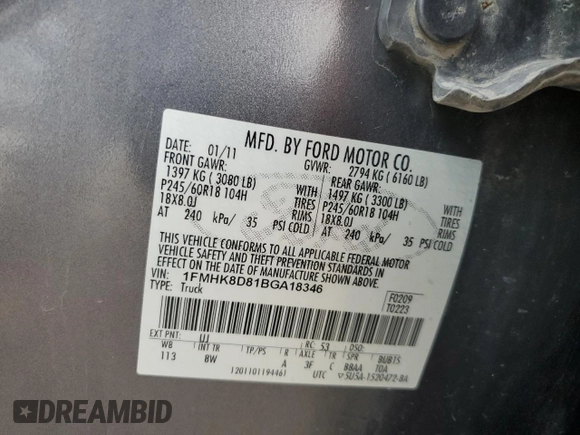 MFD. BY FORD MOTOR CO.
DATE: 01/11 GVWR: 2794 KG ( 6160 LB)
FRONT GAWR: REAR GAWR:
1397 KG ( 3080 LB) WITH 1497 KG ( 3300 LB) WITH
P245/60R18 104H TIRES P245/60R18 104H TIRES
18X8.0J RIMS 18X8.0J RIMS
AT 240 kPa/ 35 PSI COLD AT 240 kPa/ 35 PSI COLD
THIS VEHICLE CONFORMS TO ALL APPLICABLE FEDERAL MOTOR
VEHICLE SAFETY AND THEFT PREVENTION STANDARDS IN
EFFECT ON THE DATE OF MANUFACTURE SHOWN ABOVE.
VIN: 1FMHK8D81BGA18346
TYPE: Truck
F0209
T0223
EXT PNT: UJ RC: 53 DSO:
WB INT TR TP/PS R AXLE TR SPR
113 8W A 3F C BBAA
1201101194461 UTC
DREAMBID